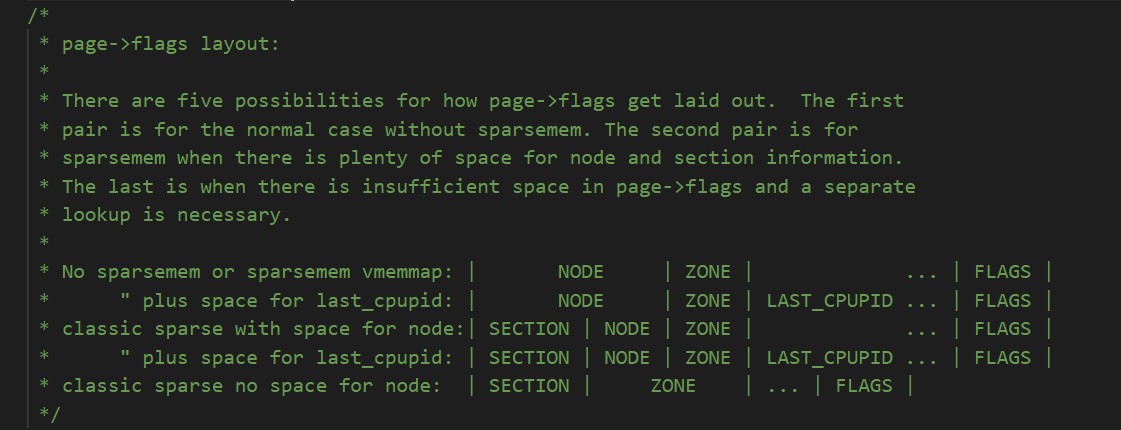 /*
 * page->flags layout:
 *
 * There are five possibilities for how page->flags get laid out.  The first
 * pair is for the normal case without sparsemem. The second pair is for
 * sparsemem when there is plenty of space for node and section information.
 * The last is when there is insufficient space in page->flags and a separate
 * lookup is necessary.
 *
 * No sparsemem or sparsemem vmemmap: |       NODE     | ZONE |             ... | FLAGS |
 *      " plus space for last_cpupid: |       NODE     | ZONE | LAST_CPUPID ... | FLAGS |
 * classic sparse with space for node:| SECTION | NODE | ZONE |             ... | FLAGS |
 *      " plus space for last_cpupid: | SECTION | NODE | ZONE | LAST_CPUPID ... | FLAGS |
 * classic sparse no space for node:  | SECTION |     ZONE    | ... | FLAGS |
 */